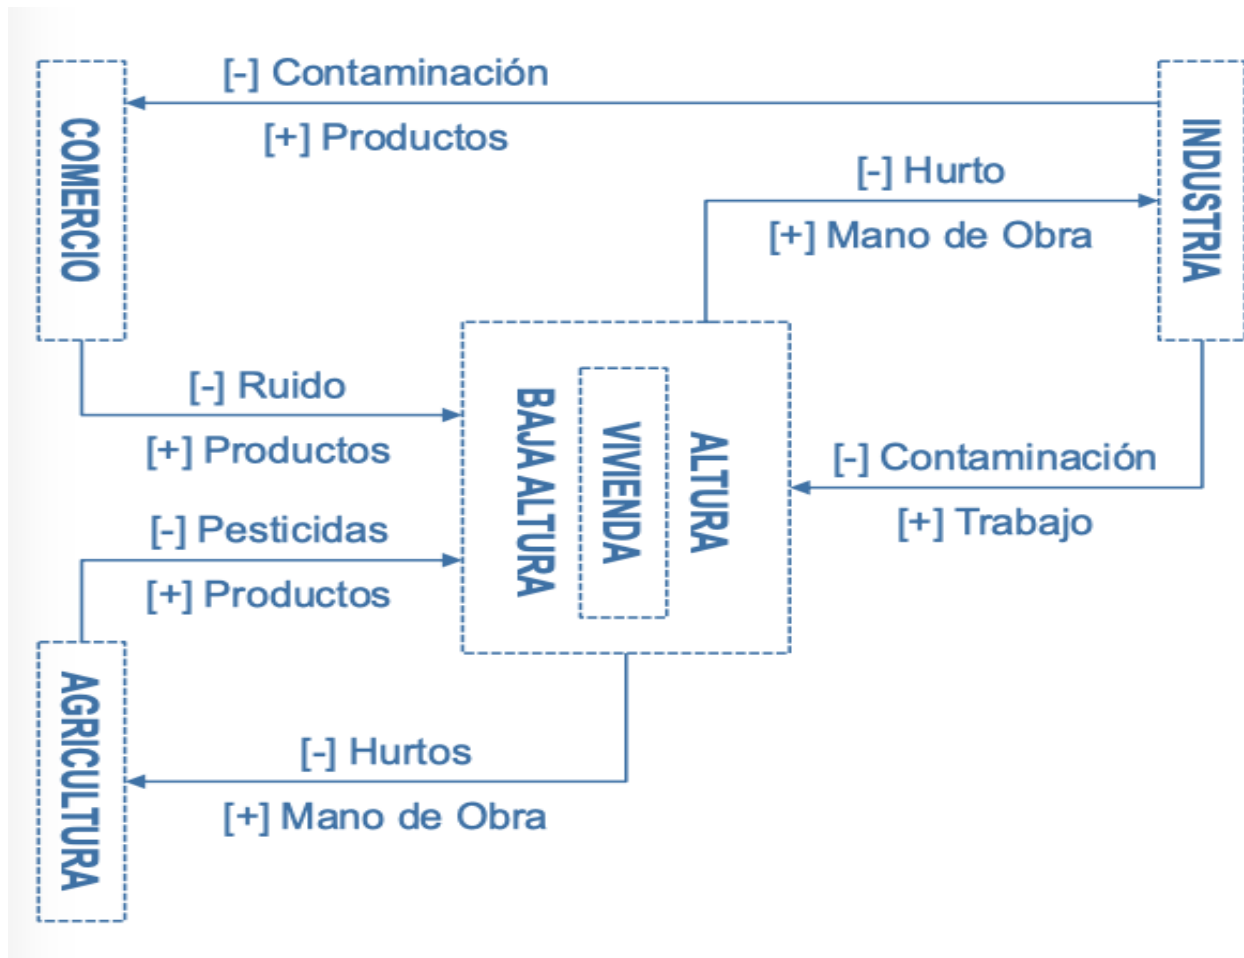 [-] Contaminación
[+] Productos
COMERCIO
INDUSTRIA
[-] Hurto
[+] Mano de Obra
[-] Ruido
[+] Productos
BAJA ALTURA
VIVIENDA
ALTURA
[-] Contaminación
[+] Trabajo
[-] Pesticidas
[+] Productos
AGRICULTURA
[-] Hurtos
[+] Mano de Obra